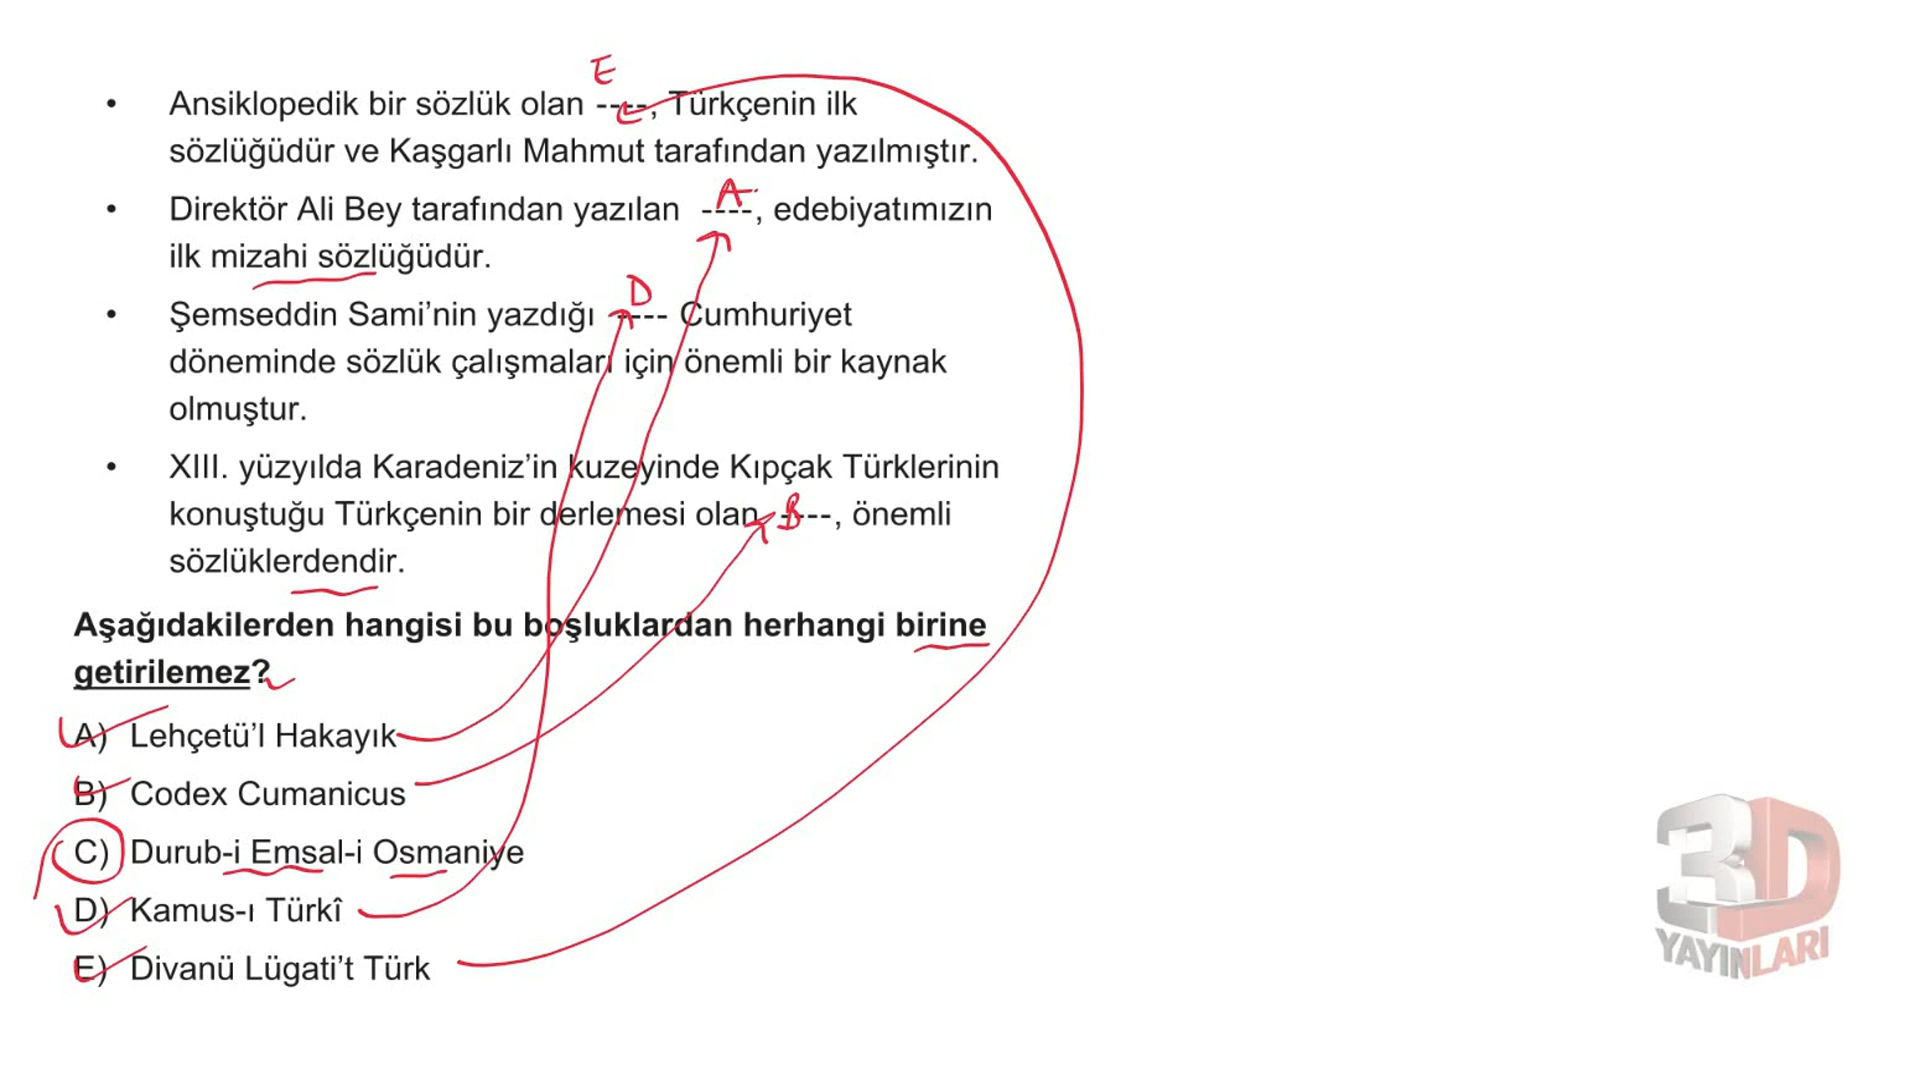 E
• Ansiklopedik bir sözlük olan ----, Türkçenin ilk
sözlüğüdür ve Kaşgarlı Mahmut tarafından yazılmıştır.
A
• Direktör Ali Bey tarafından yazılan ----, edebiyatımızın
ilk mizahi sözlüğüdür.
D
• Şemseddin Sami’nin yazdığı ---- Cumhuriyet
döneminde sözlük çalışmaları için önemli bir kaynak
olmuştur.
• XIII. yüzyılda Karadeniz’in kuzeyinde Kıpçak Türklerinin
B
konuştuğu Türkçenin bir derlemesi olan ----, önemli
sözlüklerdendir.
Aşağıdakilerden hangisi bu boşluklardan herhangi birine
getirilemez?
A) Lehçetü’l Hakayık
B) Codex Cumanicus
C) Durub-i Emsal-i Osmaniye
D) Kamus-ı Türkî
E) Divanü Lügati’t Türk
3D
YAYINLARI